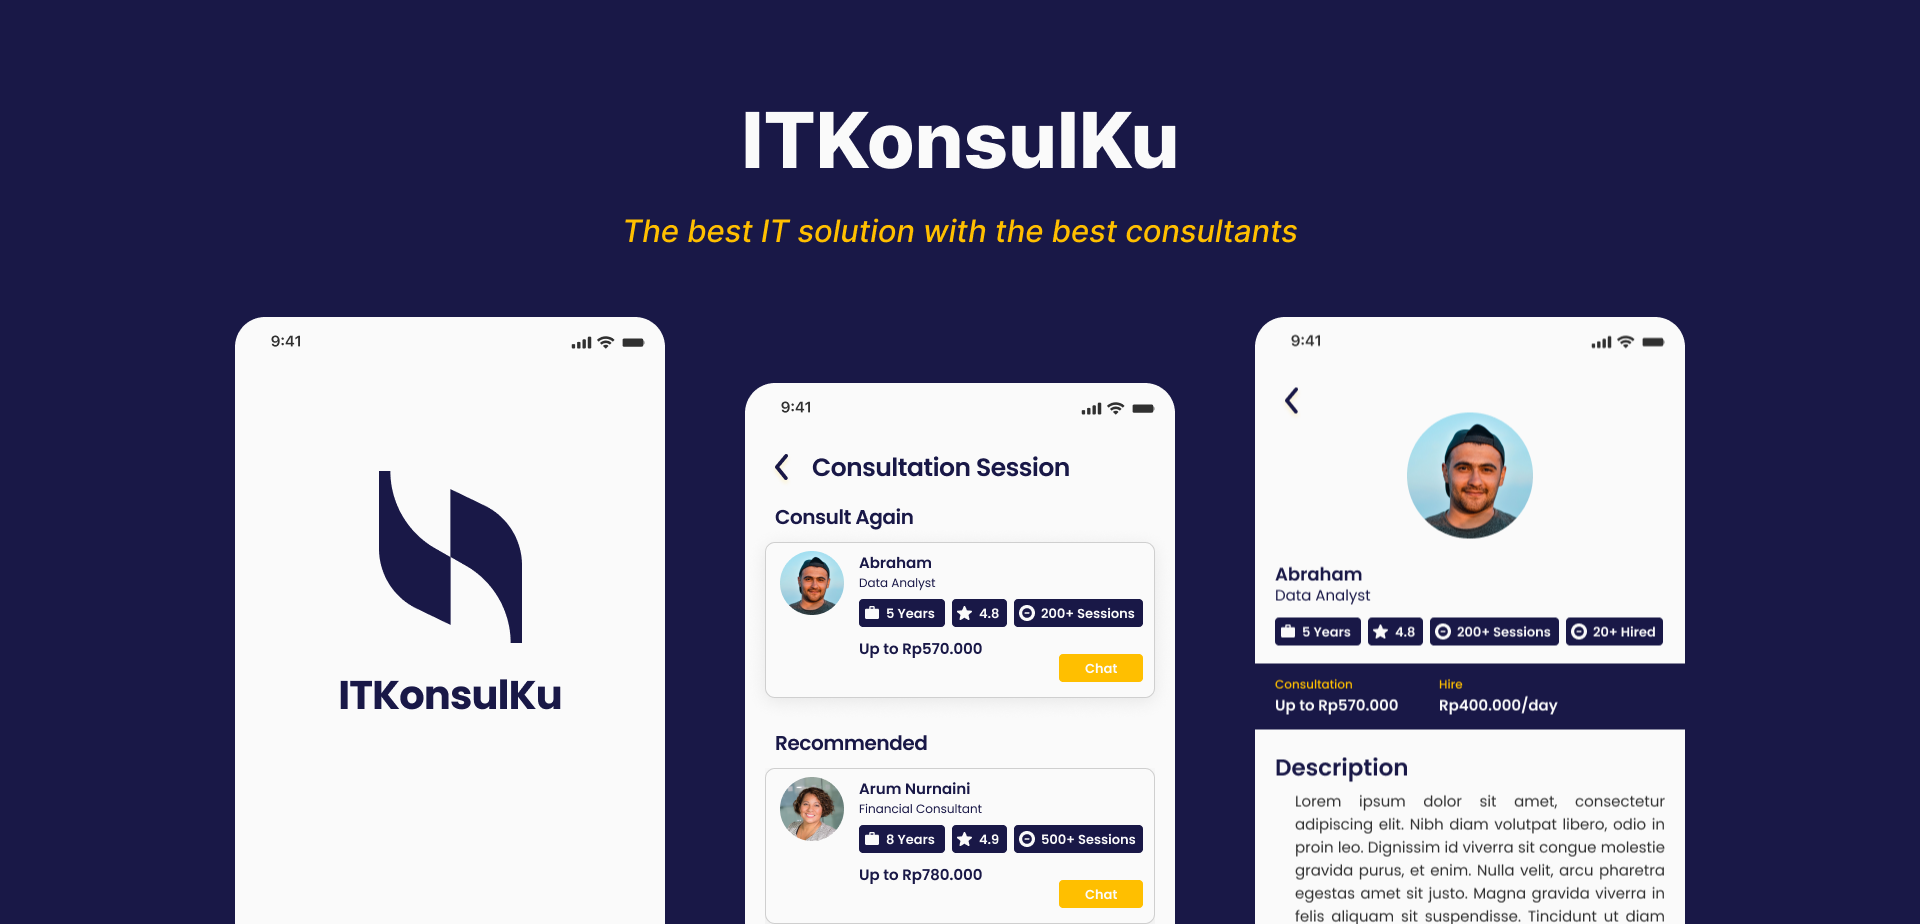 ITKonsulKu
The best IT solution with the best consultants
9:41
ITKonsulKu
9:41
Consultation Session
Consult Again
Abraham
Data Analyst
5 Years
4.8
200+ Sessions
Up to Rp570.000
Chat
Recommended
Arum Nurnaini
Financial Consultant
8 Years
4.9
500+ Sessions
Up to Rp780.000
Chat
9:41
Abraham
Data Analyst
5 Years
4.8
200+ Sessions
20+ Hired
Consultation
Up to Rp570.000
Hire
Rp400.000/day
Description
Lorem ipsum dolor sit amet, consectetur
adipiscing elit. Nibh diam volutpat libero, odio in
proin leo. Dignissim id viverra sit congue molestie
gravida purus, et enim. Nulla velit, arcu pharetra
egestas amet sit justo. Magna gravida viverra in
felis aliquam sit suspendisse. Tincidunt ut diam